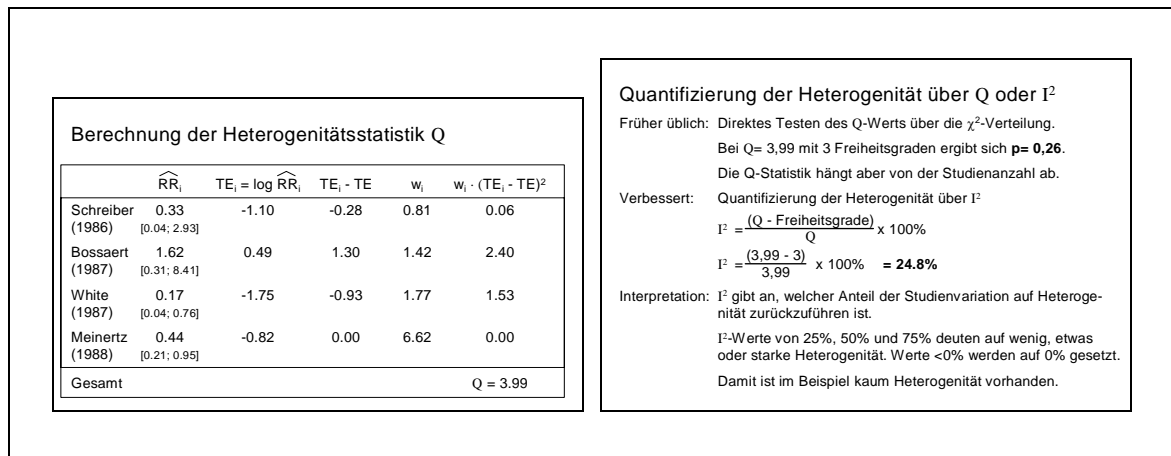 Berechnung der Heterogenitätsstatistik Q
RRᵢ TEᵢ = log RRᵢ TEᵢ - TE wᵢ wᵢ · (TEᵢ - TE)²
Schreiber 0.33 -1.10 -0.28 0.81 0.06
(1986) [0.04; 2.93]
Bossaert 1.62 0.49 1.30 1.42 2.40
(1987) [0.31; 8.41]
White 0.17 -1.75 -0.93 1.77 1.53
(1987) [0.04; 0.76]
Meinertz 0.44 -0.82 0.00 6.62 0.00
(1988) [0.21; 0.95]
Gesamt Q = 3.99
Quantifizierung der Heterogenität über Q oder I²
Früher üblich: Direktes Testen des Q-Werts über die χ²-Verteilung.
Bei Q= 3,99 mit 3 Freiheitsgraden ergibt sich p= 0,26.
Die Q-Statistik hängt aber von der Studienanzahl ab.
Verbessert: Quantifizierung der Heterogenität über I²
I² = (Q - Freiheitsgrade) x 100%
Q
I² = (3,99 - 3) x 100% = 24.8%
3,99
Interpretation: I² gibt an, welcher Anteil der Studienvariation auf Heteroge-
nität zurückzuführen ist.
I²-Werte von 25%, 50% und 75% deuten auf wenig, etwas
oder starke Heterogenität. Werte <0% werden auf 0% gesetzt.
Damit ist im Beispiel kaum Heterogenität vorhanden.